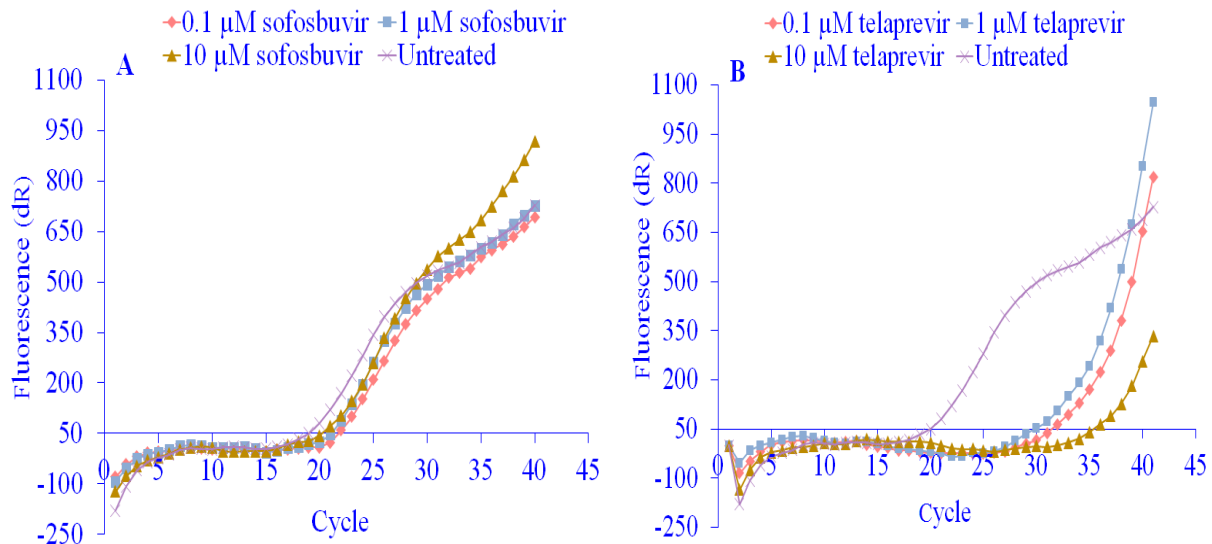 0.1 µM sofosbuvir 1 µM sofosbuvir
10 µM sofosbuvir Untreated
A
1100
950
800
650
500
350
200
50
-100
-250
0 5 10 15 20 25 30 35 40 45
Fluorescence (dR)
Cycle
0.1 µM telaprevir 1 µM telaprevir
10 µM telaprevir Untreated
B
1100
950
800
650
500
350
200
50
-100
-250
0 5 10 15 20 25 30 35 40 45
Fluorescence (dR)
Cycle